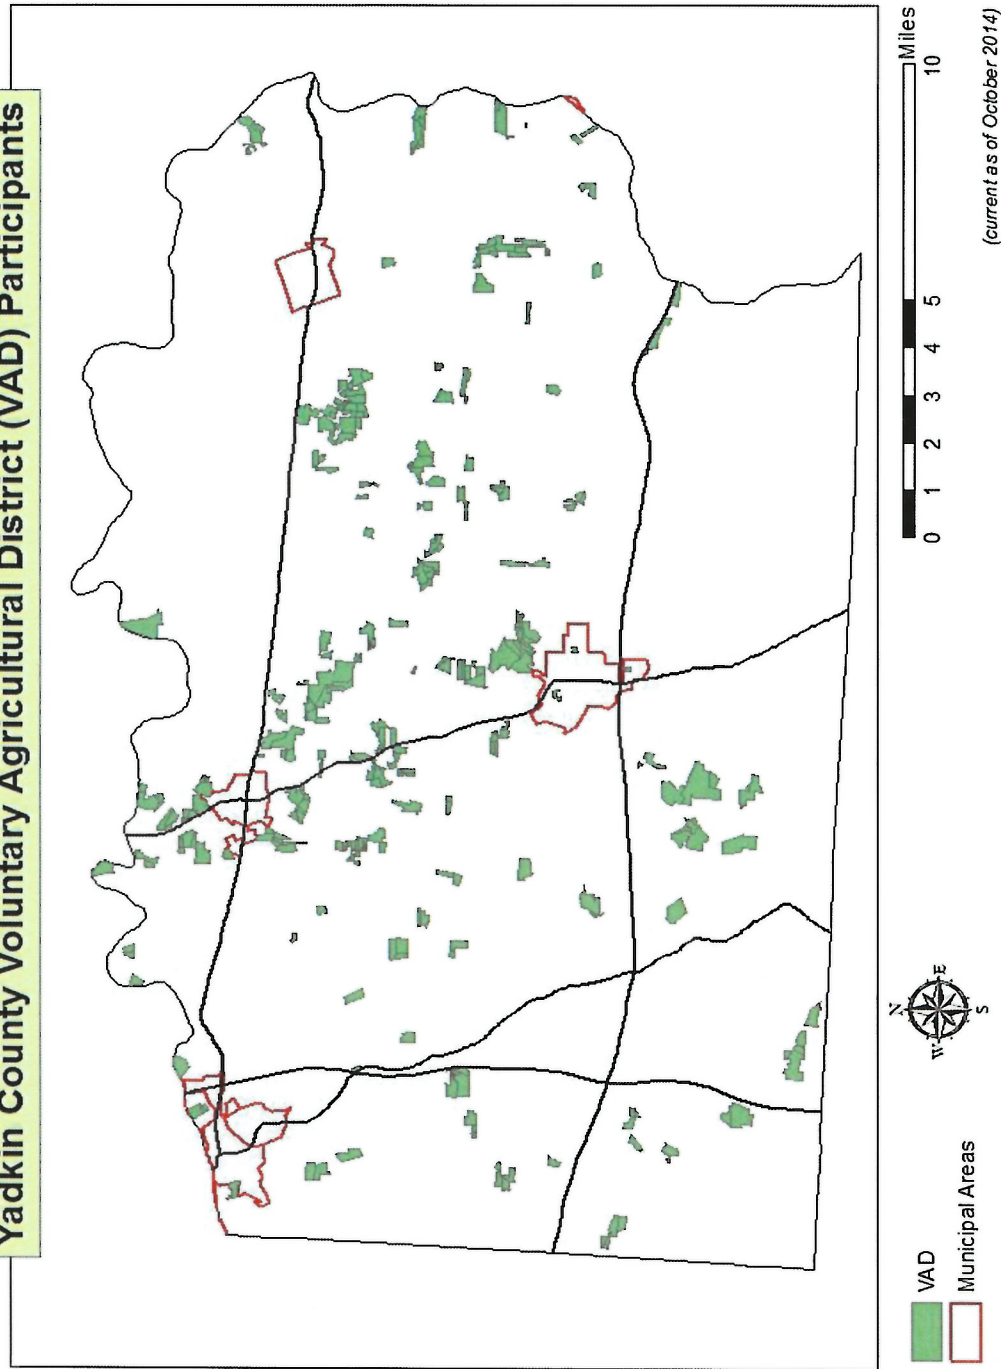 Yadkin County Voluntary Agricultural District (VAD) Participants
N
W
E
S
VAD
Municipal Areas
0 1 2 3 4 5 10 Miles
(current as of October 2014)